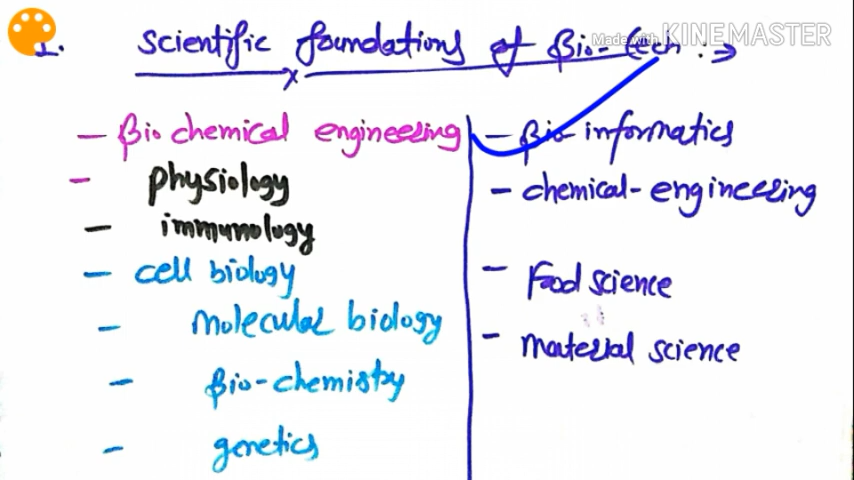 1. scientific foundations of Bio-tech :→
Made with KINEMASTER
- Bio chemical engineering
- physiology
- immunology
- cell biology
- molecular biology
- Bio-chemistry
- genetics
- Bio-informatics
- chemical-engineering
- Food science
- material science